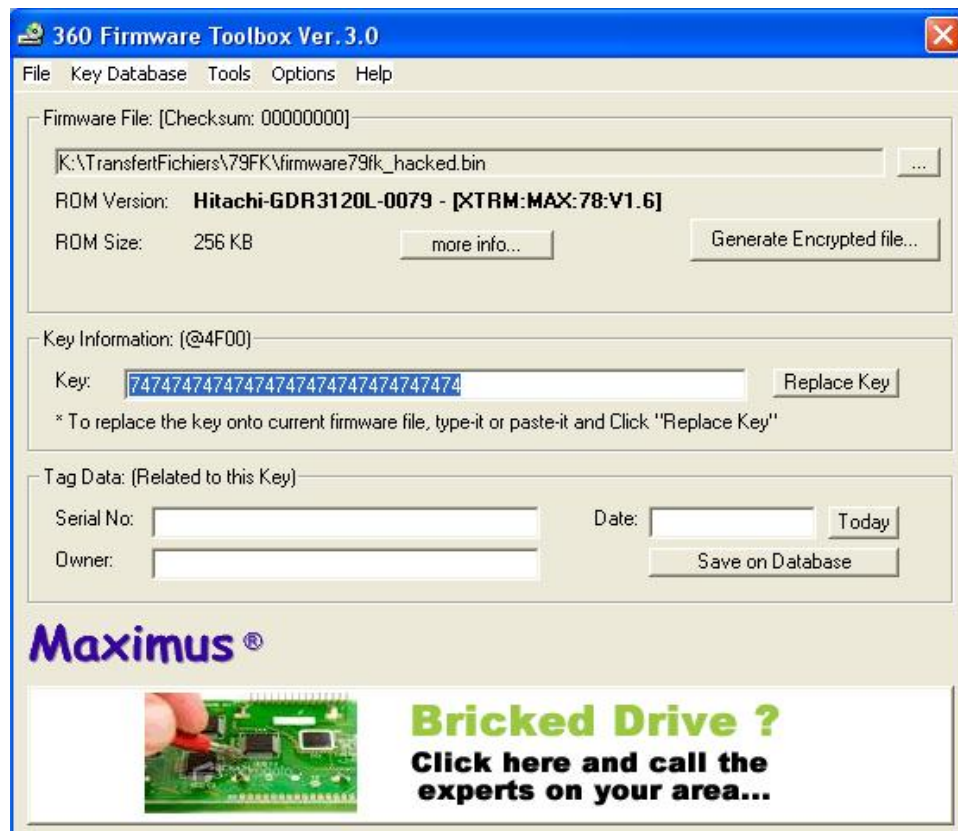 360 Firmware Toolbox Ver.3.0
File Key Database Tools Options Help
Firmware File: [Checksum: 00000000]
K:\TransfertFichiers\79FK\firmware79fk_hacked.bin ...
ROM Version: Hitachi-GDR3120L-0079 - [XTRM:MAX:78:V1.6]
ROM Size: 256 KB more info... Generate Encrypted file...
Key Information: (@4F00)
Key: 74747474747474747474747474747474 Replace Key
* To replace the key onto current firmware file, type-it or paste-it and Click "Replace Key"
Tag Data: (Related to this Key)
Serial No: Date: Today
Owner: Save on Database
Maximus ®
Bricked Drive ?
Click here and call the
experts on your area...